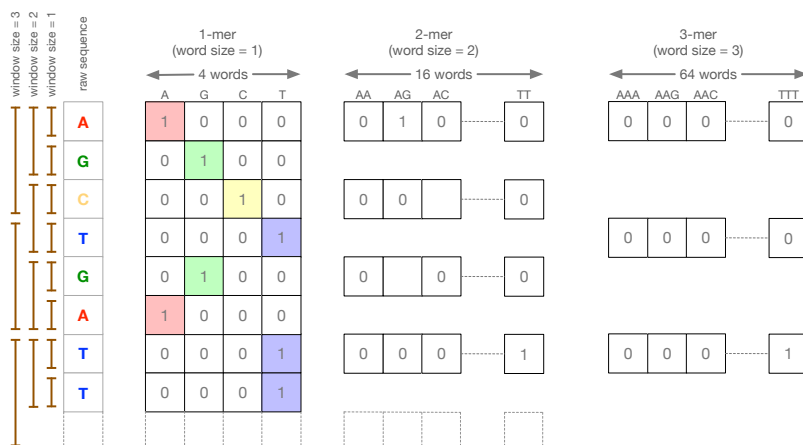 window size = 3
window size = 2
window size = 1
raw sequence
1-mer
(word size = 1)
4 words
A G C T
2-mer
(word size = 2)
16 words
AA AG AC TT
3-mer
(word size = 3)
64 words
AAA AAG AAC TTT
A 1 0 0 0 0 1 0 0 0 0 0 0
G 0 1 0 0
C 0 0 1 0 0 0 0
T 0 0 0 1 0 0 0 0
G 0 1 0 0 0 0 0
A 1 0 0 0
T 0 0 0 1 0 0 0 1 0 0 0 1
T 0 0 0 1